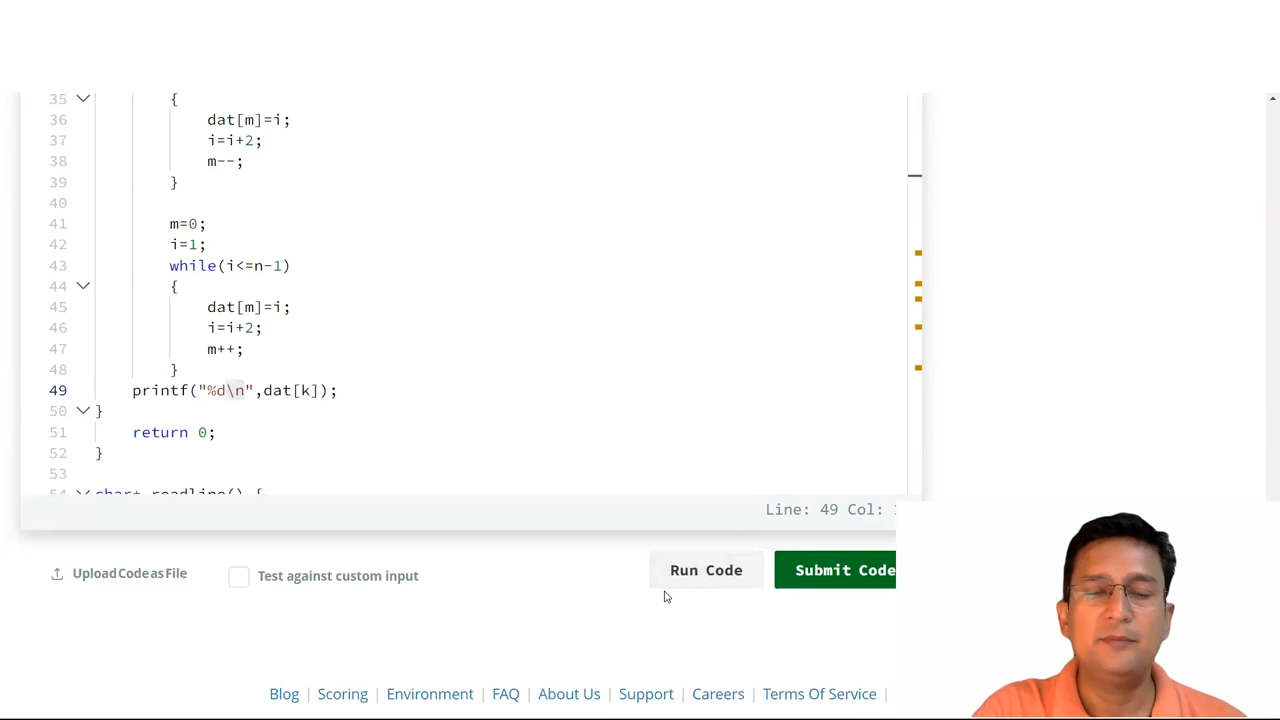 35 {
36 dat[m]=i;
37 i=i+2;
38 m--;
39 }
40
41 m=0;
42 i=1;
43 while(i<=n-1)
44 {
45 dat[m]=i;
46 i=i+2;
47 m++;
48 }
49 printf("%d\n",dat[k]);
50 }
51 return 0;
52 }
53
54 char* readline() {
Line: 49 Col:
Upload Code as File
Test against custom input
Run Code
Submit Code
Blog | Scoring | Environment | FAQ | About Us | Support | Careers | Terms Of Service |